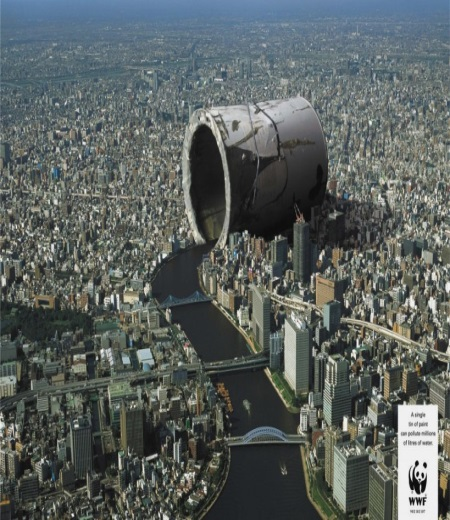 A single
tin of paint
can pollute millions
of litres of water.
WWF